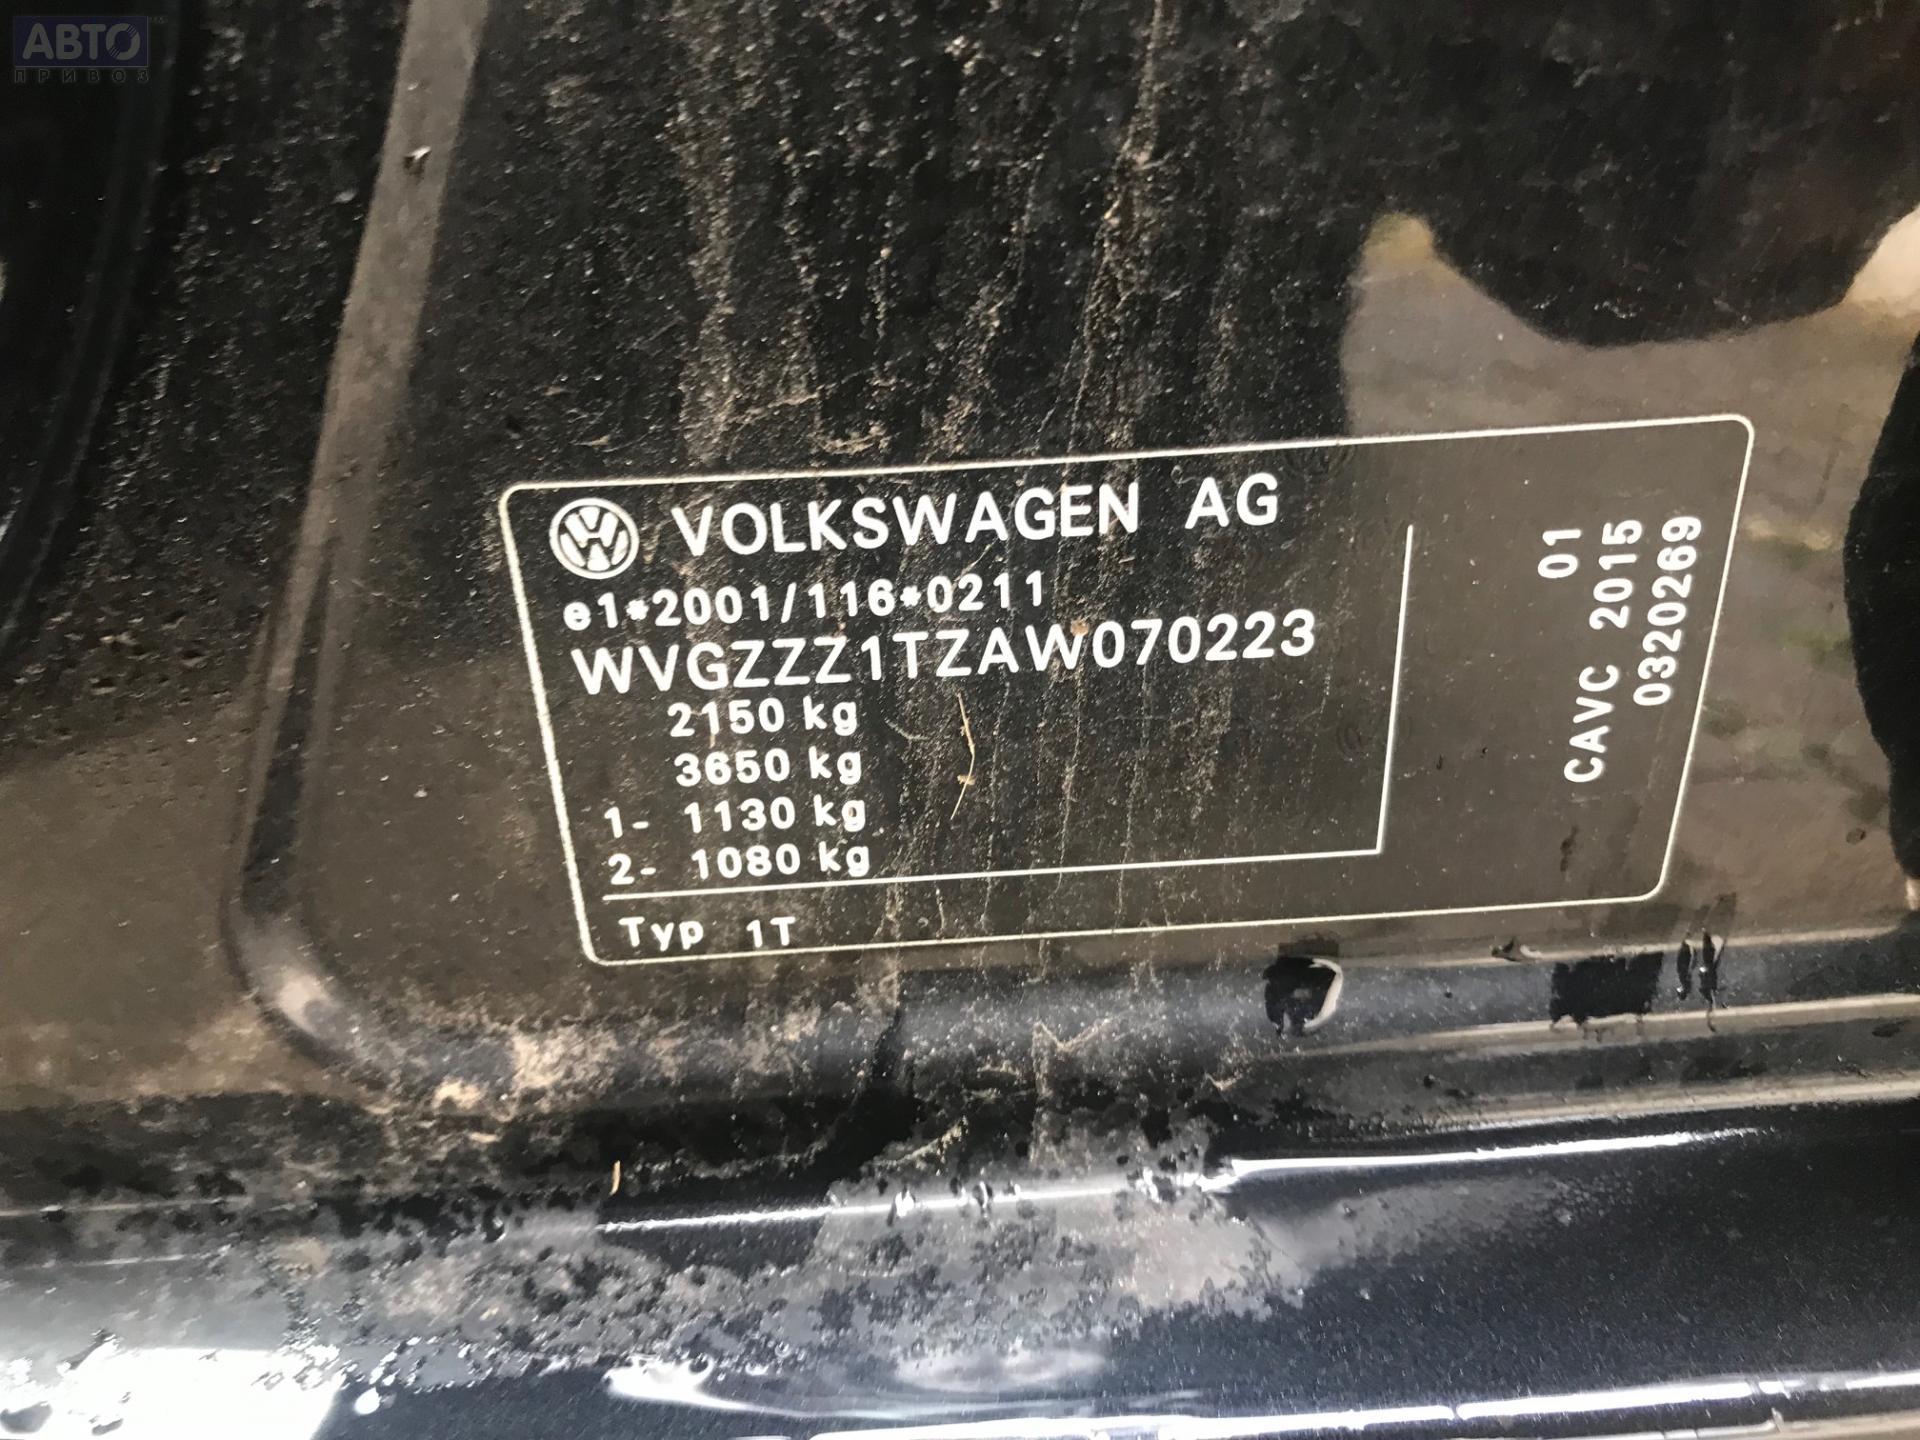 АВТО
ПРИВОЗ
VOLKSWAGEN AG
e1*2001/116*0211
WVGZZZ1TZAW070223
2150 kg
3650 kg
1- 1130 kg
2- 1080 kg
Typ 1T
01
CAVC 2015
0320269